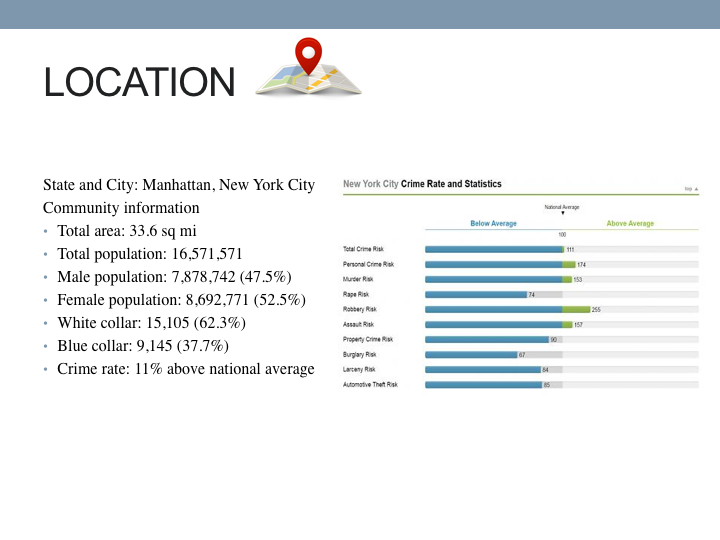 LOCATION
State and City: Manhattan, New York City
Community information
• Total area: 33.6 sq mi
• Total population: 16,571,571
• Male population: 7,878,742 (47.5%)
• Female population: 8,692,771 (52.5%)
• White collar: 15,105 (62.3%)
• Blue collar: 9,145 (37.7%)
• Crime rate: 11% above national average
New York City Crime Rate and Statistics
top ▲
National Average
▼
Below Average Above Average
100
Total Crime Risk 111
Personal Crime Risk 174
Murder Risk 153
Rape Risk 74
Robbery Risk 255
Assault Risk 157
Property Crime Risk 90
Burglary Risk 67
Larceny Risk 84
Automotive Theft Risk 85